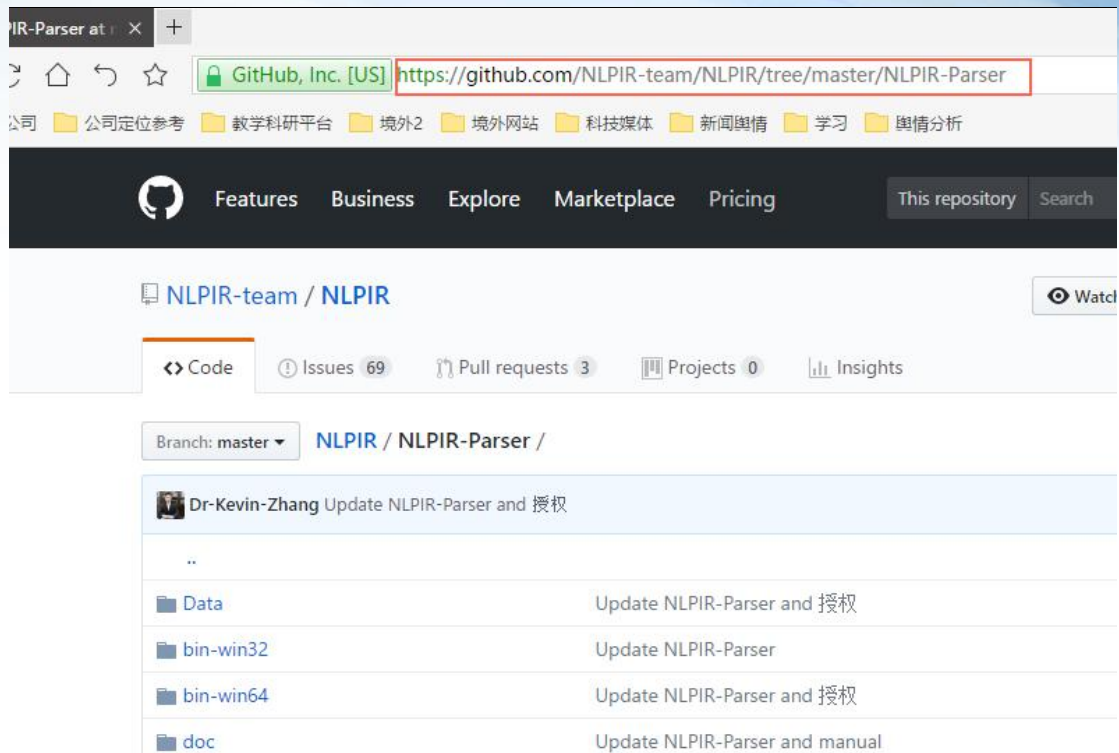 IR-Parser at
GitHub, Inc. [US] https://github.com/NLPIR-team/NLPIR/tree/master/NLPIR-Parser
公司 公司定位参考 教学科研平台 境外2 境外网站 科技媒体 新闻舆情 学习 舆情分析
Features Business Explore Marketplace Pricing This repository Search
NLPIR-team / NLPIR
Watch
<> Code Issues 69 Pull requests 3 Projects 0 Insights
Branch: master NLPIR / NLPIR-Parser /
Dr-Kevin-Zhang Update NLPIR-Parser and 授权
..
Data Update NLPIR-Parser and 授权
bin-win32 Update NLPIR-Parser
bin-win64 Update NLPIR-Parser and 授权
doc Update NLPIR-Parser and manual